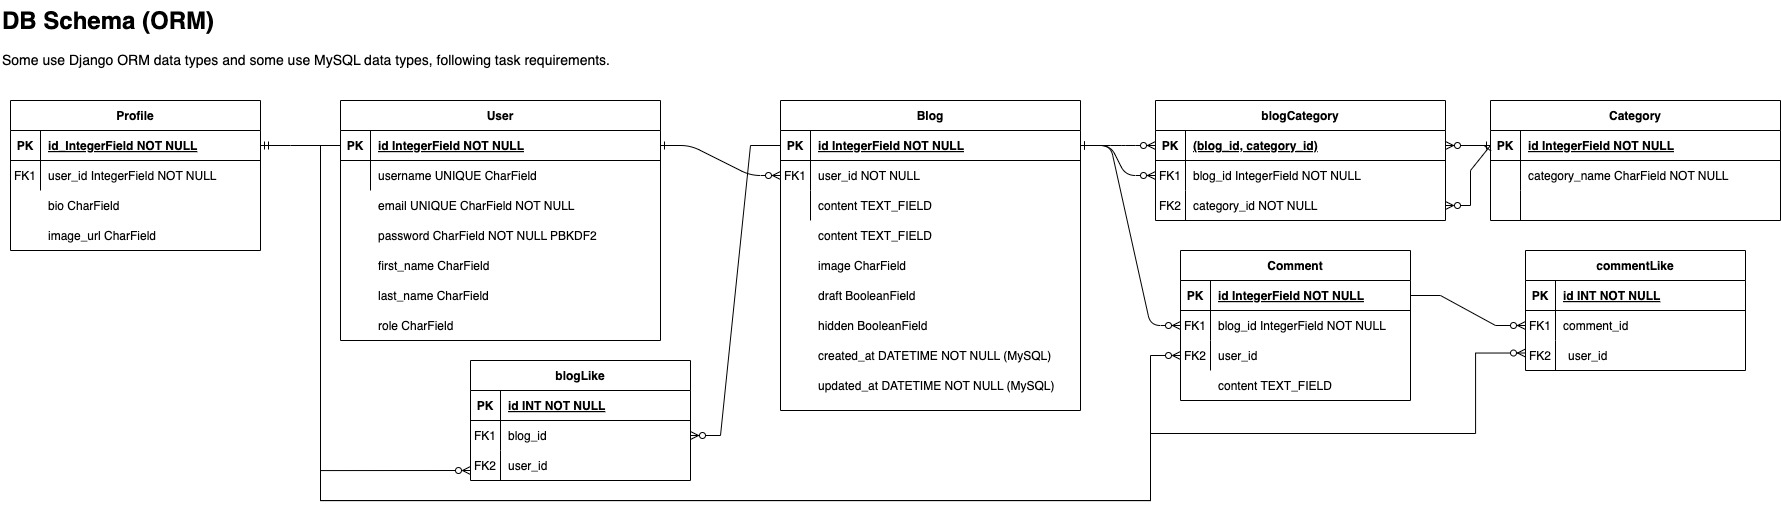 DB Schema (ORM)
Some use Django ORM data types and some use MySQL data types, following task requirements.
Profile
PK id IntegerField NOT NULL
FK1 user_id IntegerField NOT NULL
bio CharField
image_url CharField
User
PK id IntegerField NOT NULL
username UNIQUE CharField
email UNIQUE CharField NOT NULL
password CharField NOT NULL PBKDF2
first_name CharField
last_name CharField
role CharField
Blog
PK id IntegerField NOT NULL
FK1 user_id NOT NULL
content TEXT_FIELD
content TEXT_FIELD
image CharField
draft BooleanField
hidden BooleanField
created_at DATETIME NOT NULL (MySQL)
updated_at DATETIME NOT NULL (MySQL)
blogCategory
PK (blog_id, category_id)
FK1 blog_id IntegerField NOT NULL
FK2 category_id NOT NULL
Category
PK id IntegerField NOT NULL
category_name CharField NOT NULL
Comment
PK id IntegerField NOT NULL
FK1 blog_id IntegerField NOT NULL
FK2 user_id
content TEXT_FIELD
commentLike
PK id INT NOT NULL
FK1 comment_id
FK2 user_id
blogLike
PK id INT NOT NULL
FK1 blog_id
FK2 user_id